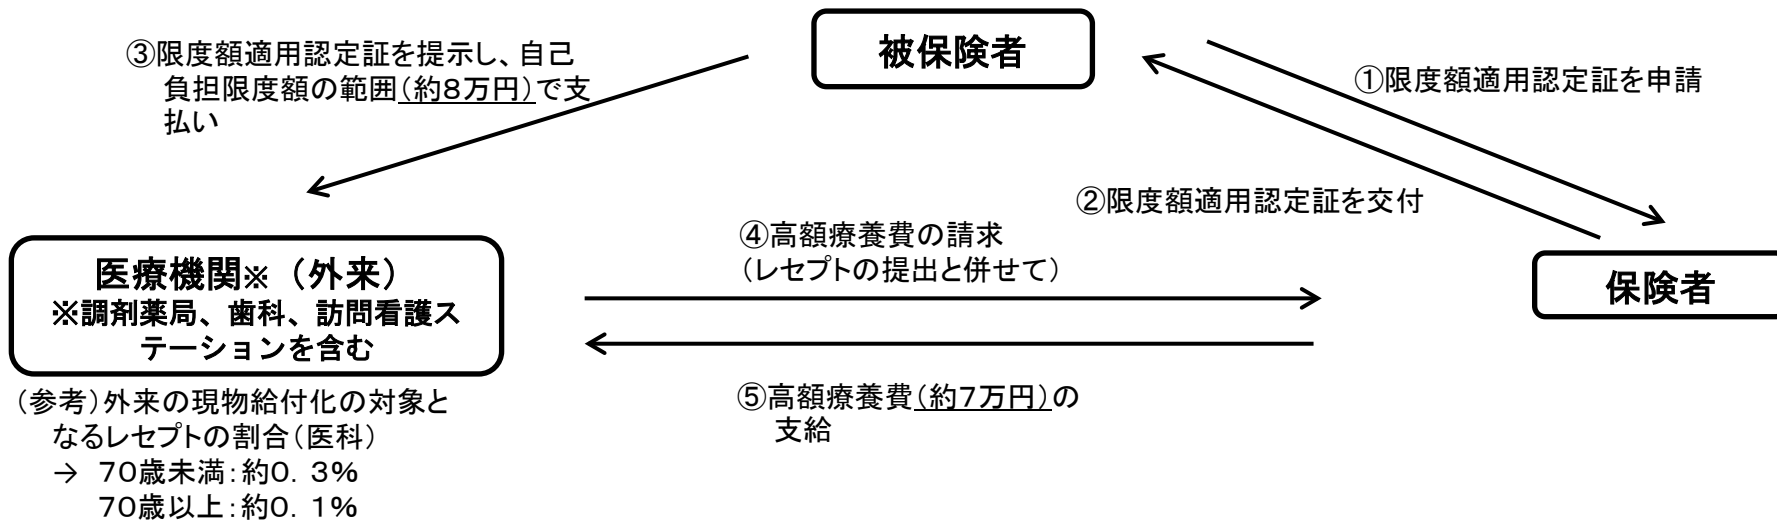 被保険者
③限度額適用認定証を提示し、自己
負担限度額の範囲(約8万円)で支
払い
①限度額適用認定証を申請
②限度額適用認定証を交付
④高額療養費の請求
(レセプトの提出と併せて)
医療機関※(外来)
※調剤薬局、歯科、訪問看護ス
テーションを含む
保険者
(参考)外来の現物給付化の対象と
なるレセプトの割合(医科)
→ 70歳未満:約0.3%
70歳以上:約0.1%
⑤高額療養費(約7万円)の
支給